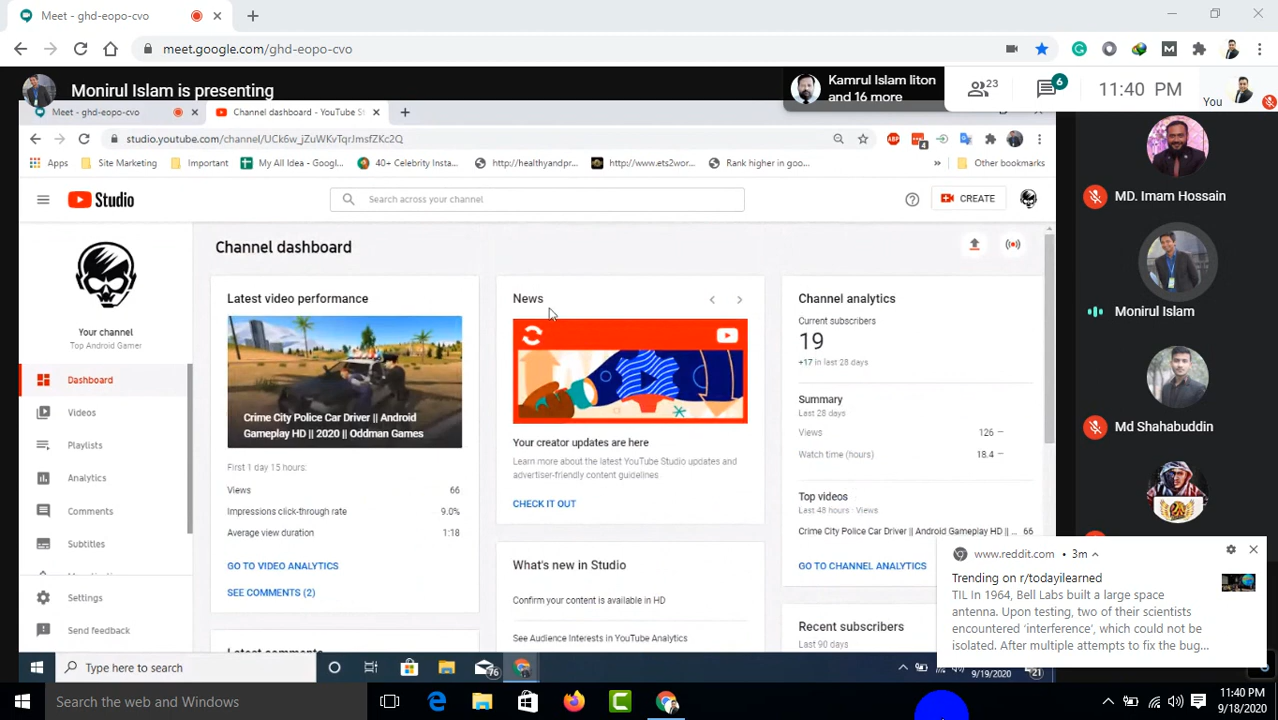 Meet - ghd-eopo-cvo
meet.google.com/ghd-eopo-cvo
Monirul Islam is presenting
Kamrul Islam liton
and 16 more
23
6
11:40 PM
You
Meet - ghd-eopo-cvo
Channel dashboard - YouTube St
studio.youtube.com/channel/UCk6w_jZuWKvTqrJmsfZKc2Q
Apps
Site Marketing
Important
My All Idea - Googl...
40+ Celebrity Insta...
http://healthyandpr...
http://www.ets2wor...
Rank higher in goo...
»
Other bookmarks
Studio
Search across your channel
CREATE
Channel dashboard
Your channel
Top Android Gamer
Dashboard
Videos
Playlists
Analytics
Comments
Subtitles
Settings
Send feedback
Latest video performance
Crime City Police Car Driver || Android
Gameplay HD || 2020 || Oddman Games
First 1 day 15 hours:
Views 66
Impressions click-through rate 9.0%
Average view duration 1:18
GO TO VIDEO ANALYTICS
SEE COMMENTS (2)
Latest comments
News
Your creator updates are here
Learn more about the latest YouTube Studio updates and
advertiser-friendly content guidelines
CHECK IT OUT
What's new in Studio
Confirm your content is available in HD
See Audience Interests in YouTube Analytics
Channel analytics
Current subscribers
19
+17 in last 28 days
Summary
Last 28 days
Views 126 —
Watch time (hours) 18.4 —
Top videos
Last 48 hours · Views
Crime City Police Car Driver || Android Gameplay HD || ... 66
GO TO CHANNEL ANALYTICS
Recent subscribers
Last 90 days
MD. Imam Hossain
Monirul Islam
Md Shahabuddin
www.reddit.com • 3m
Trending on r/todayilearned
TIL In 1964, Bell Labs built a large space
antenna. Upon testing, two of their scientists
encountered 'interference', which could not be
isolated. After multiple attempts to fix the bug...
Type here to search
76
9/19/2020
21
Search the web and Windows
11:40 PM
9/18/2020